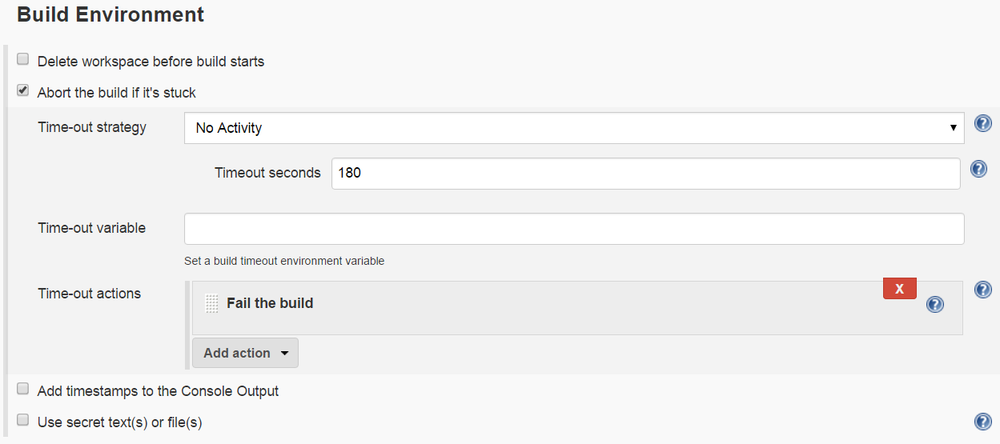 Build Environment
Delete workspace before build starts
Abort the build if it's stuck
Time-out strategy No Activity
Timeout seconds 180
Time-out variable
Set a build timeout environment variable
Time-out actions Fail the build X
Add action
Add timestamps to the Console Output
Use secret text(s) or file(s)